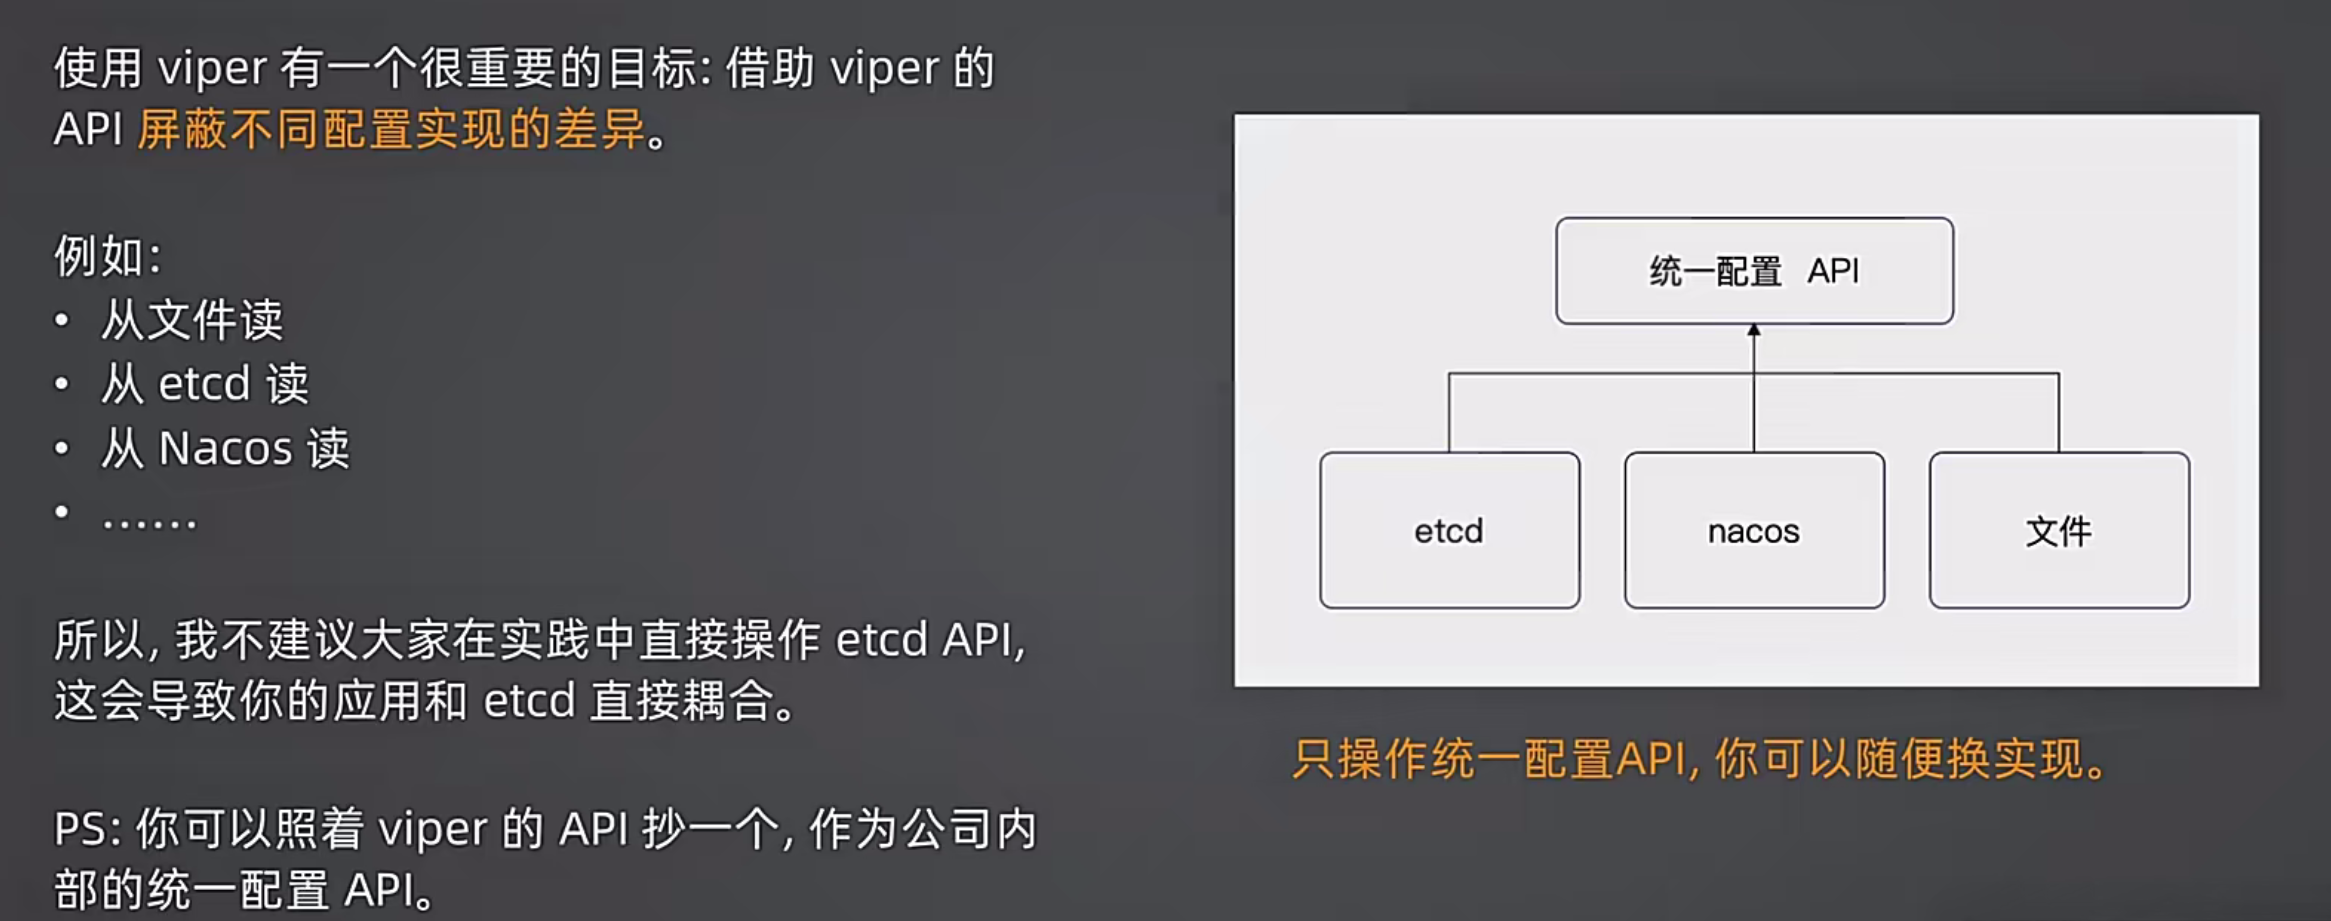 使用 viper 有一个很重要的目标: 借助 viper 的
API 屏蔽不同配置实现的差异。
例如:
• 从文件读
• 从 etcd 读
• 从 Nacos 读
• ......
所以, 我不建议大家在实践中直接操作 etcd API,
这会导致你的应用和 etcd 直接耦合。
PS: 你可以照着 viper 的 API 抄一个, 作为公司内
部的统一配置 API。
统一配置 API
etcd
nacos
文件
只操作统一配置API, 你可以随便换实现。